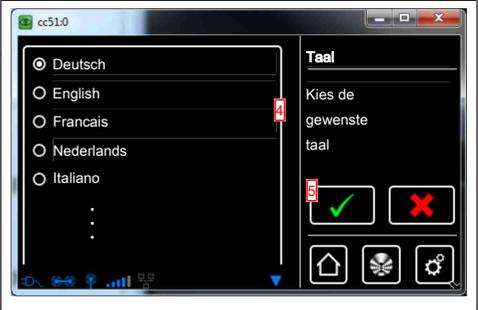 cc51:0
Deutsch
English
Francais
Nederlands
Italiano
4
Taal
Kies de
gewenste
taal
5